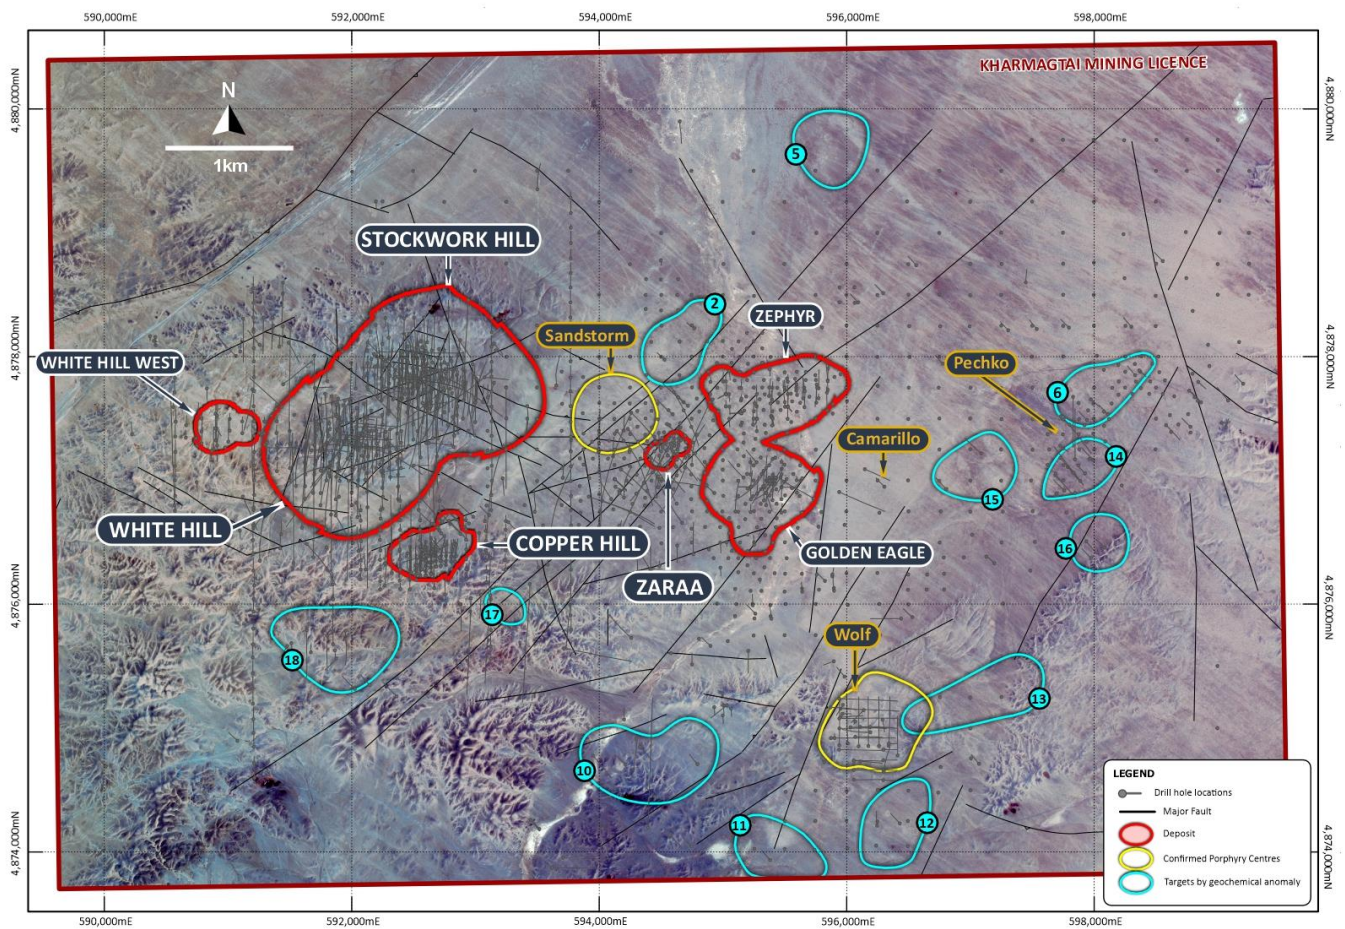 590,000mE
592,000mE
594,000mE
596,000mE
598,000mE
KHARMAGTAI MINING LICENCE
4,880,000mN
4,880,000mN
N
1km
5
STOCKWORK HILL
2
ZEPHYR
Sandstorm
4,878,000mN
4,878,000mN
WHITE HILL WEST
Pechko
6
Camarillo
14
15
WHITE HILL
COPPER HILL
GOLDEN EAGLE
16
ZARAA
4,876,000mN
4,876,000mN
17
Wolf
18
13
10
11
12
4,874,000mN
4,874,000mN
LEGEND
Drill hole locations
Major Fault
Deposit
Confirmed Porphyry Centres
Targets by geochemical anomaly
590,000mE
592,000mE
594,000mE
596,000mE
598,000mE